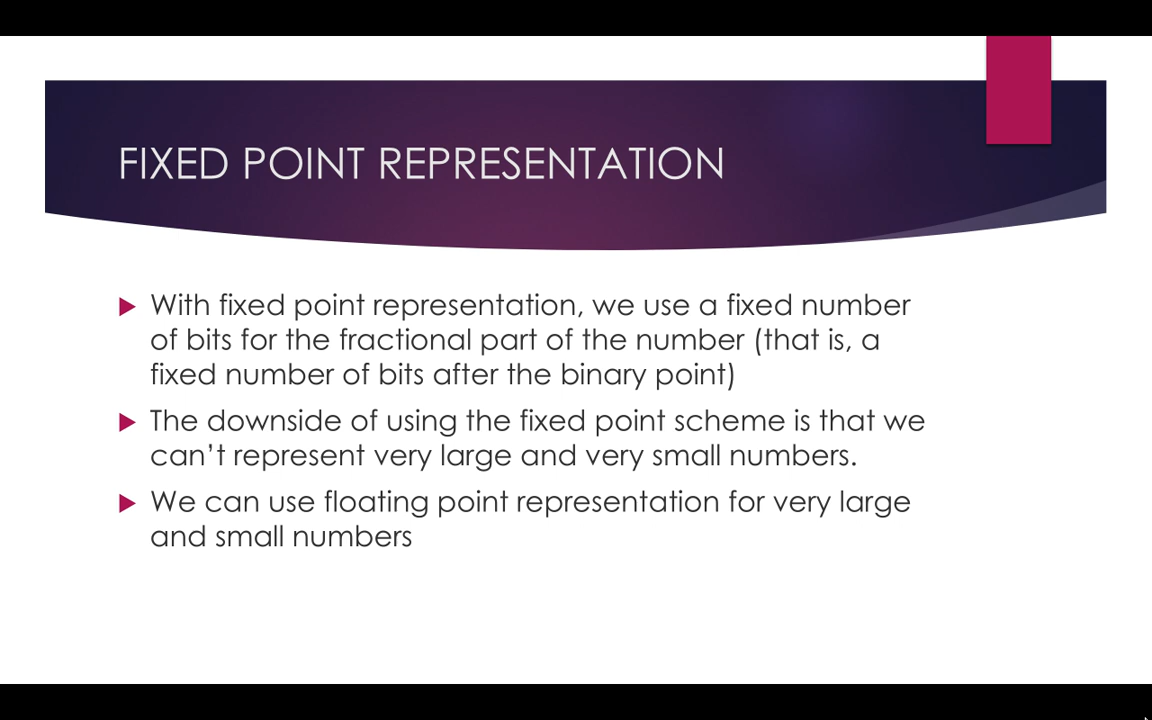 FIXED POINT REPRESENTATION
With fixed point representation, we use a fixed number
of bits for the fractional part of the number (that is, a
fixed number of bits after the binary point)
The downside of using the fixed point scheme is that we
can’t represent very large and very small numbers.
We can use floating point representation for very large
and small numbers